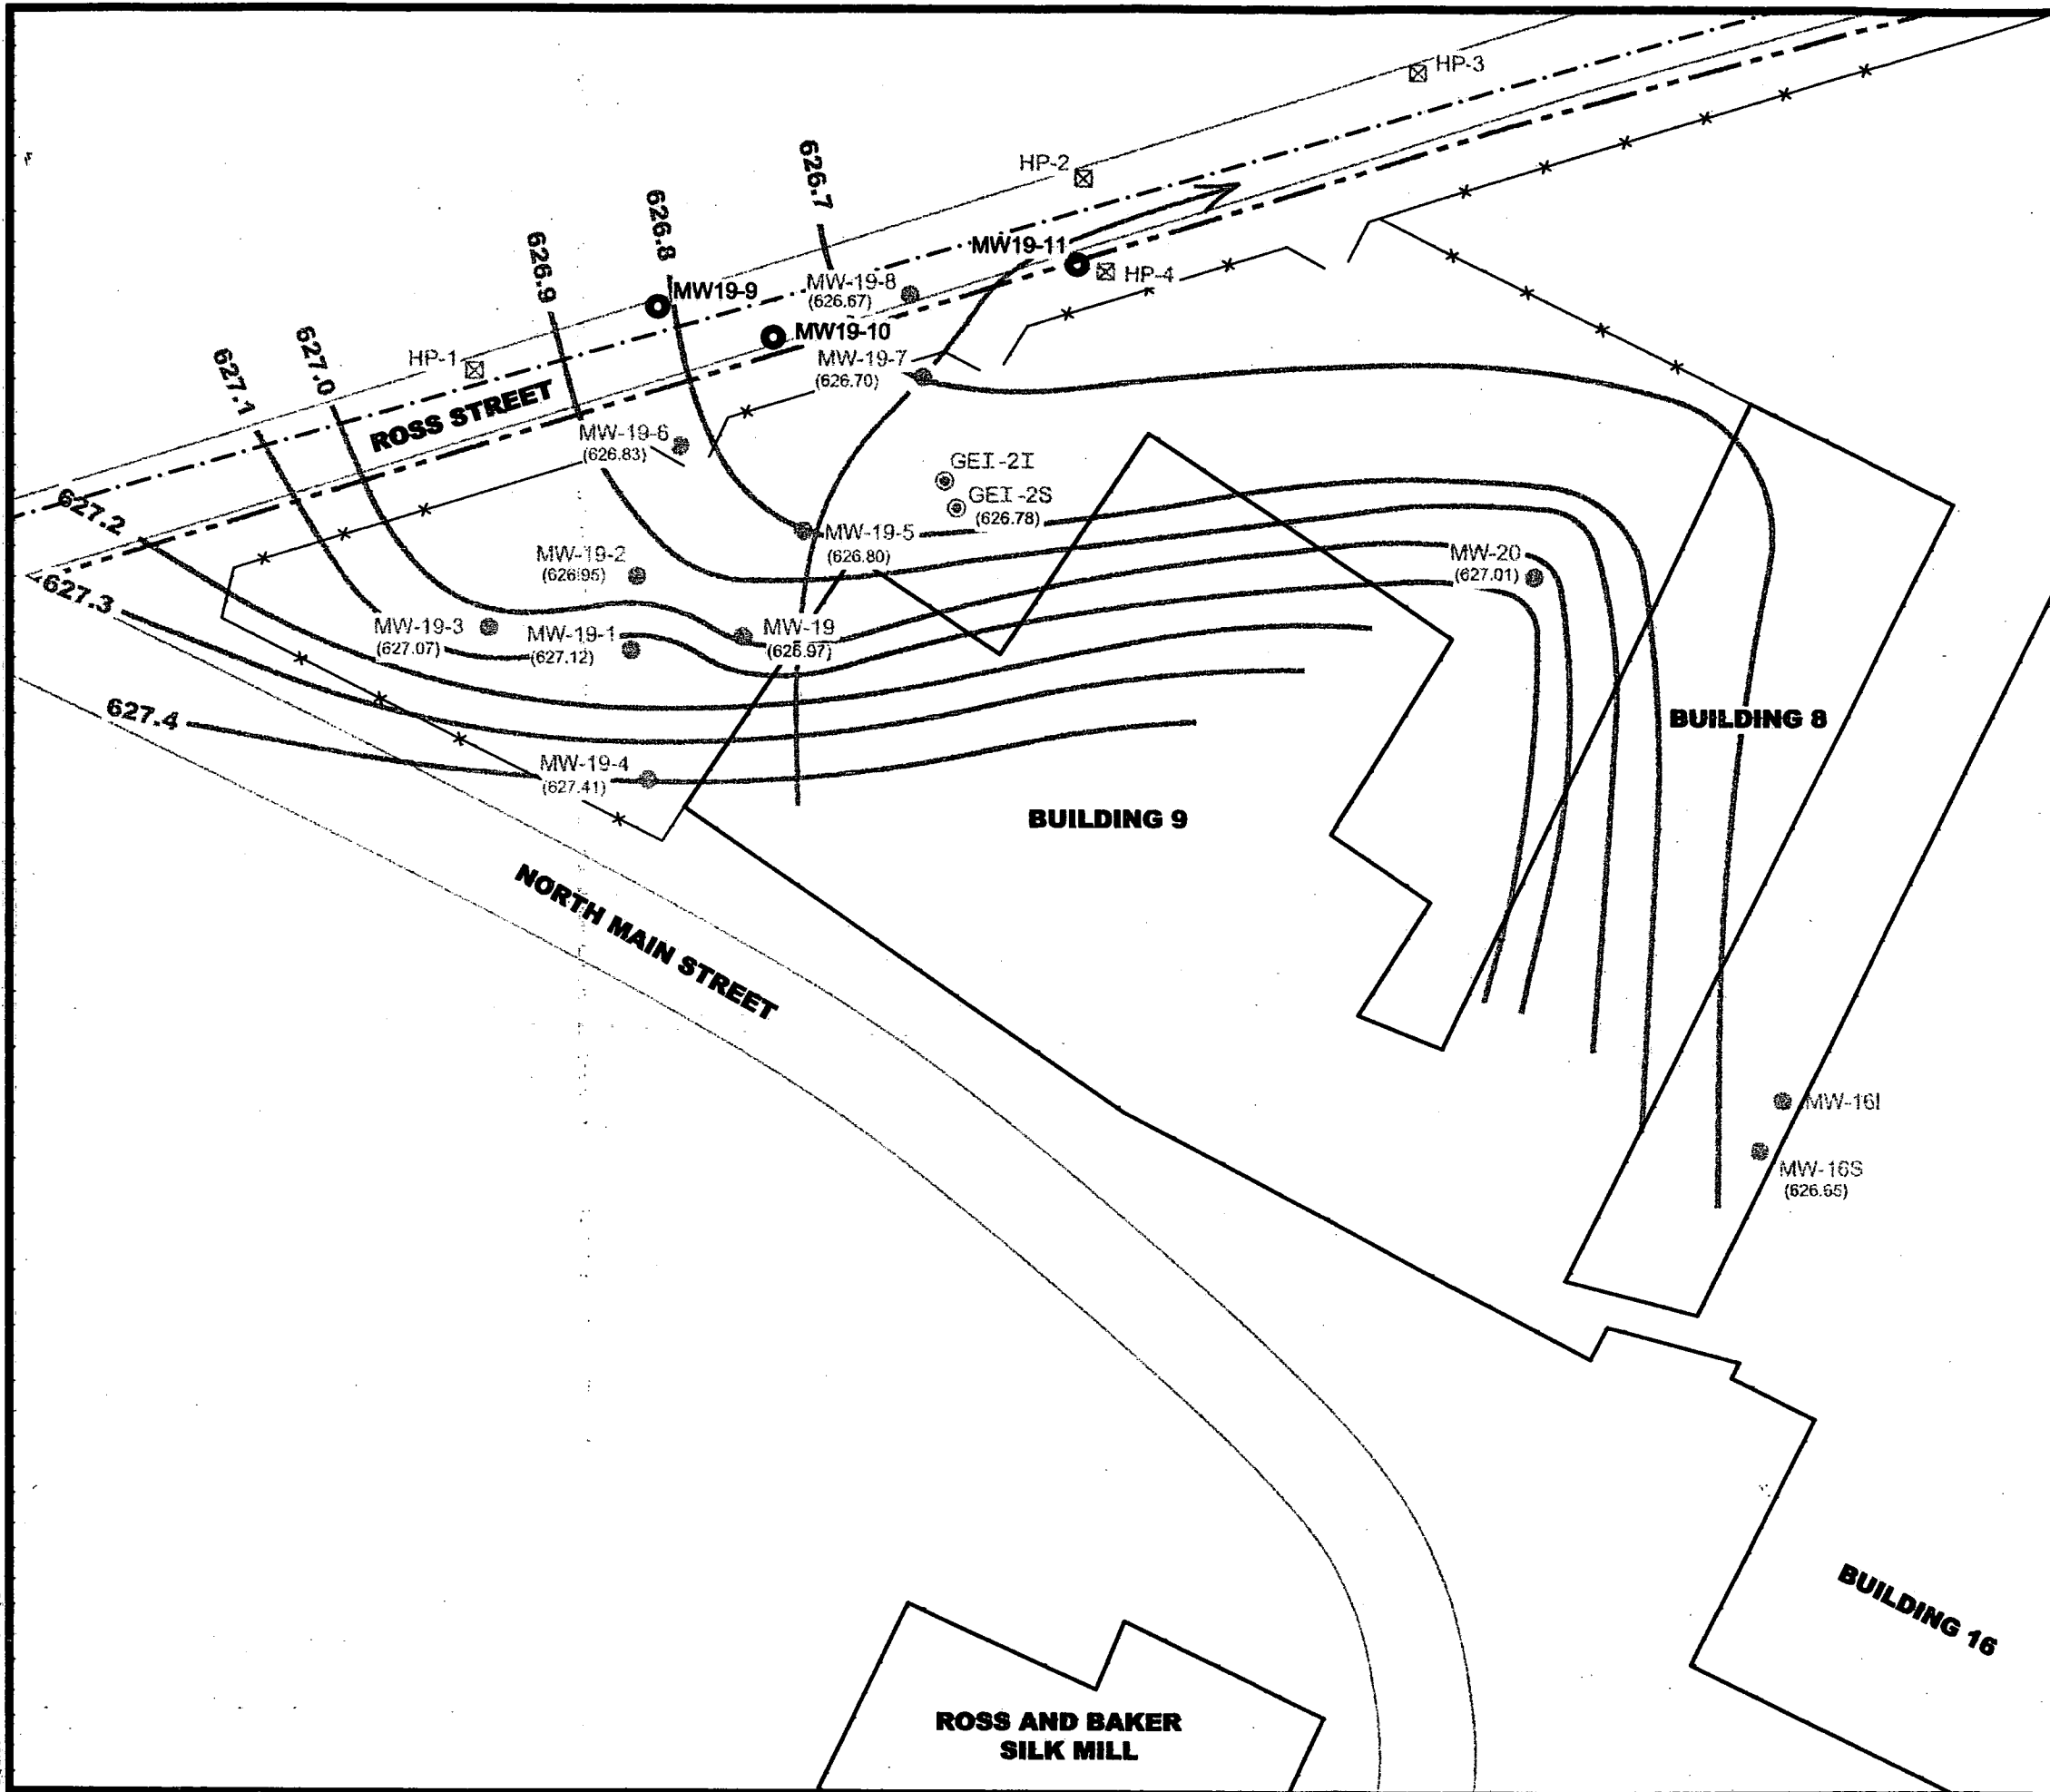 HP-3
HP-2
626.7
626.8
626.9
MW19-11
HP-4
MW-19-8
(626.67)
MW19-9
MW19-10
627.0
627.1
HP-1
MW-19-7
(626.70)
ROSS STREET
MW-19-6
(626.83)
GEI-2I
GEI-2S
(626.78)
627.2
MW-19-5
(626.80)
MW-19-2
(626.95)
MW-20
(627.01)
627.3
MW-19-3
(627.07)
MW-19-1
(627.12)
MW-19
(626.97)
627.4
BUILDING 8
MW-19-4
(627.41)
BUILDING 9
NORTH MAIN STREET
MW-16I
MW-16S
(626.65)
BUILDING 16
ROSS AND BAKER
SILK MILL